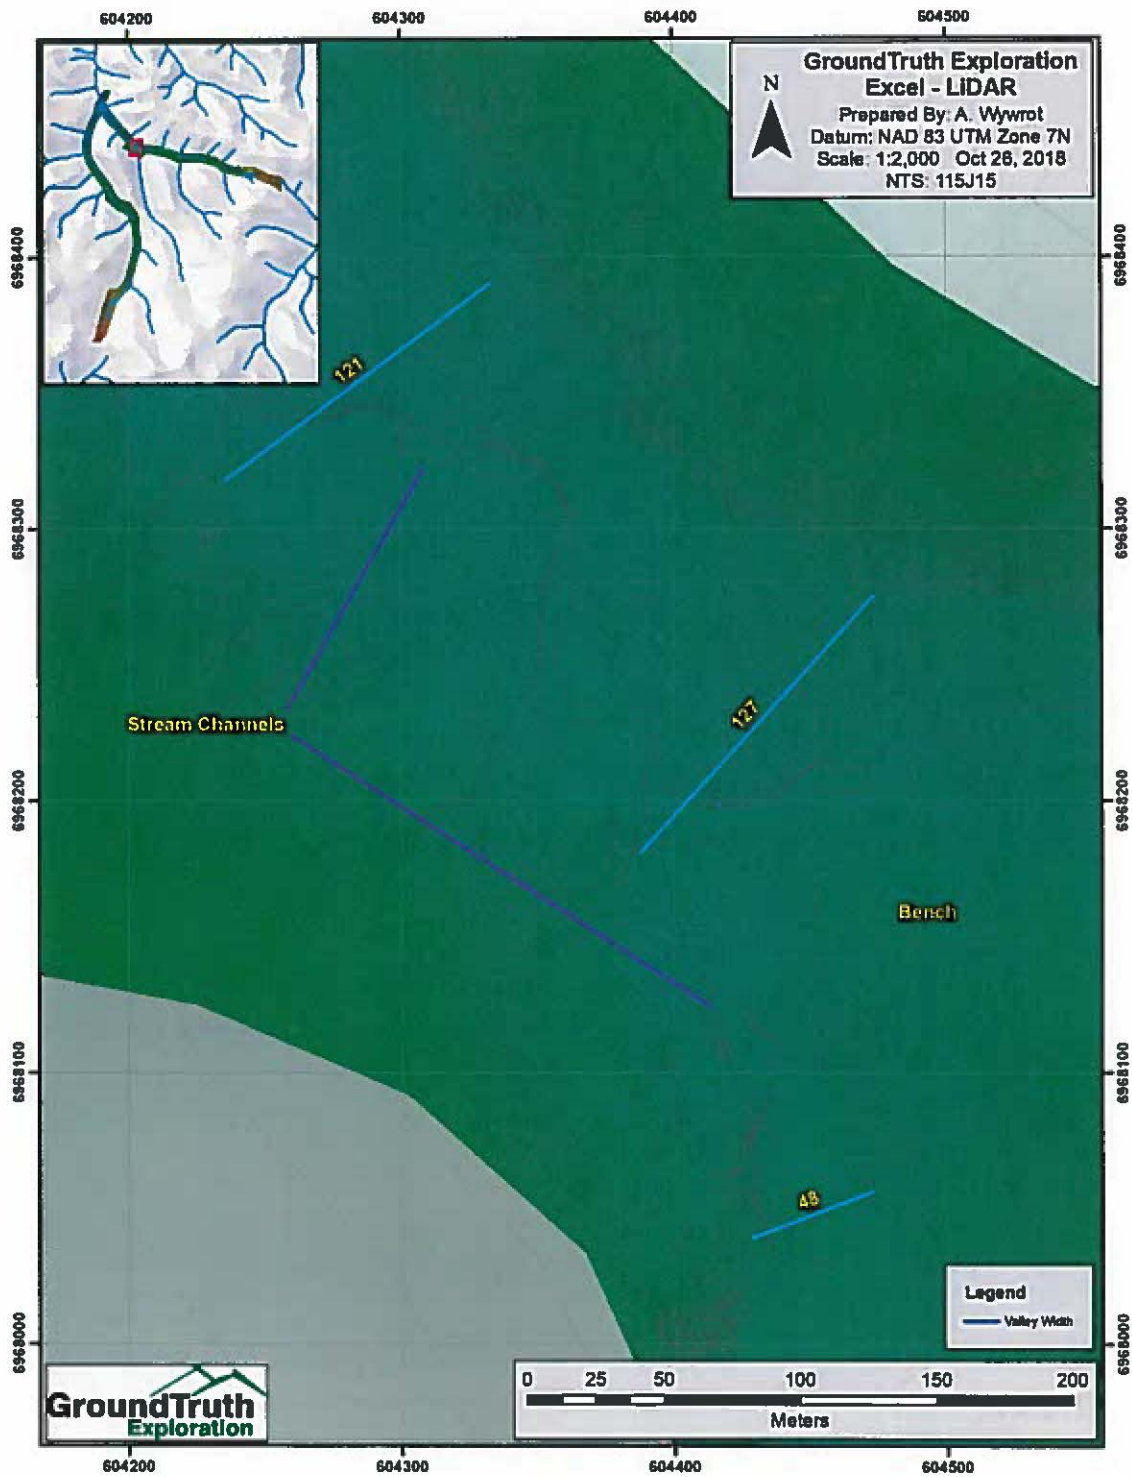 604200
604300
604400
604500
GroundTruth Exploration
Excel - LiDAR
Prepared By: A. Wywrot
Datum: NAD 83 UTM Zone 7N
Scale: 1:2,000 Oct 26, 2018
NTS: 115J15
N
6968400
6968400
121
6968300
6968300
Stream Channels
127
6968200
6968200
Bench
6968100
6968100
48
Legend
Valley Width
6968000
6968000
GroundTruth
Exploration
0 25 50 100 150 200
Meters
604200
604300
604400
604500